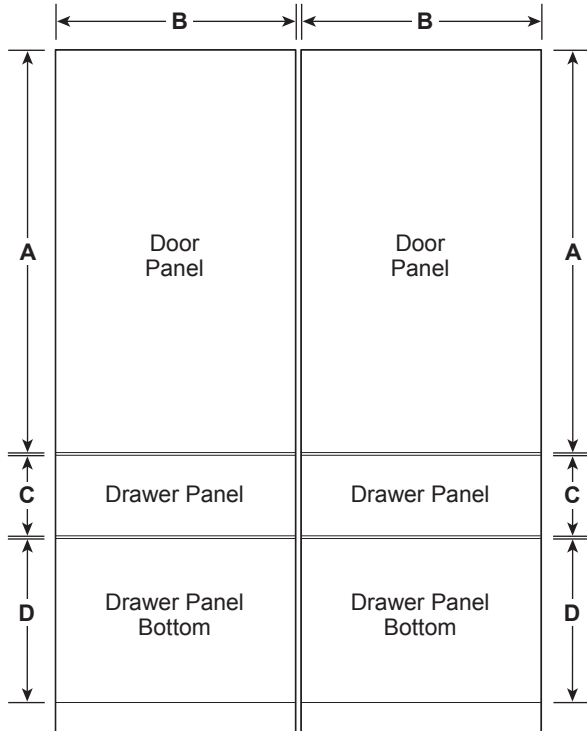 B B
Door Door
Panel Panel
A A
C Drawer Panel Drawer Panel C
Drawer Panel Drawer Panel
D Bottom Bottom D